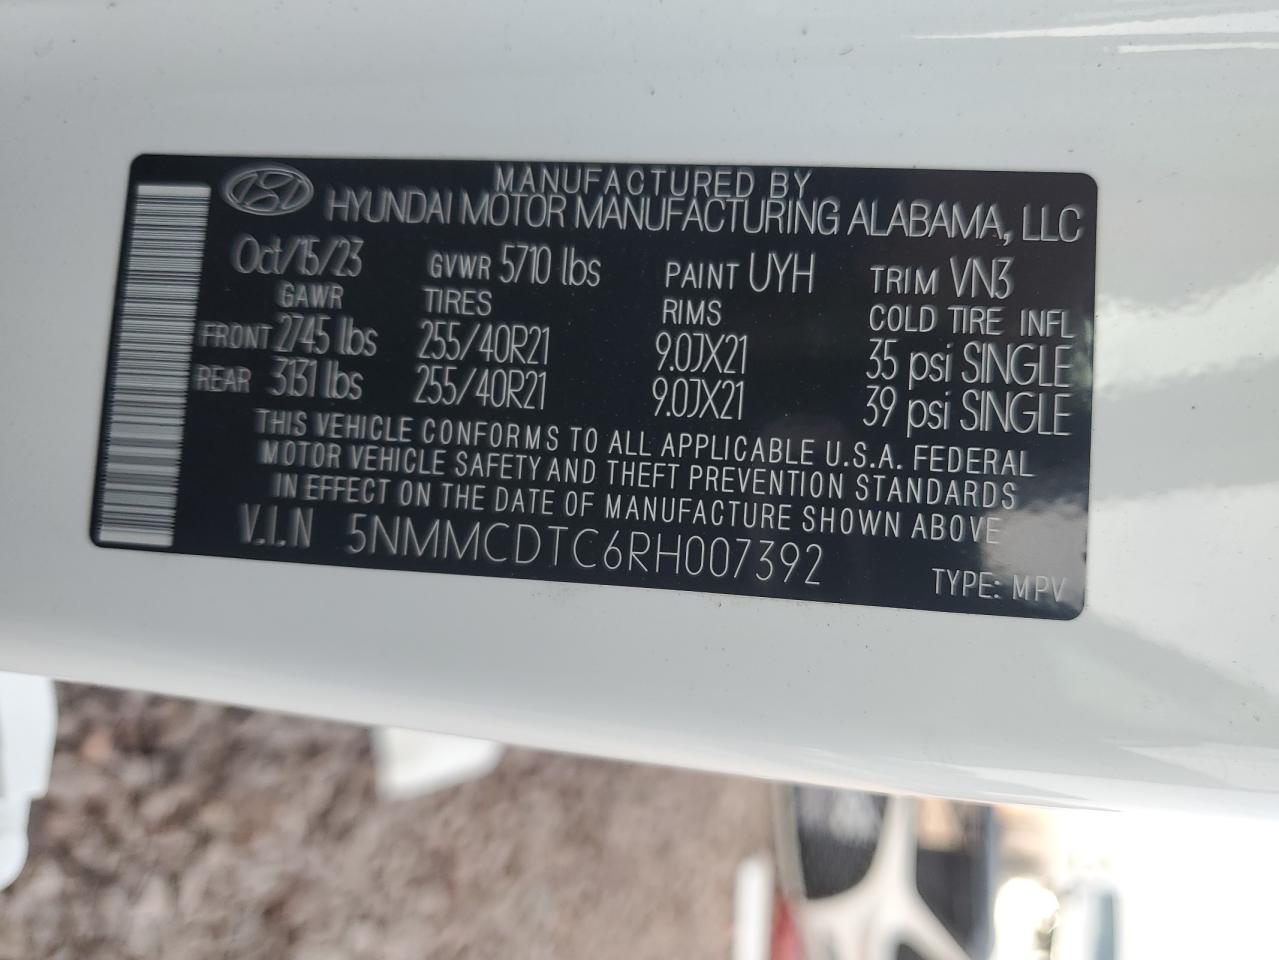 MANUFACTURED BY
HYUNDAI MOTOR MANUFACTURING ALABAMA, LLC
Oct/15/23 GVWR 5710 lbs PAINT UYH TRIM VN3
GAWR TIRES RIMS COLD TIRE INFL
FRONT 2745 lbs 255/40R21 9.0JX21 35 psi SINGLE
REAR 3131 lbs 255/40R21 9.0JX21 39 psi SINGLE
THIS VEHICLE CONFORMS TO ALL APPLICABLE U.S.A. FEDERAL
MOTOR VEHICLE SAFETY AND THEFT PREVENTION STANDARDS
IN EFFECT ON THE DATE OF MANUFACTURE SHOWN ABOVE
V.I.N 5NMMCDTC6RH007392 TYPE: MPV